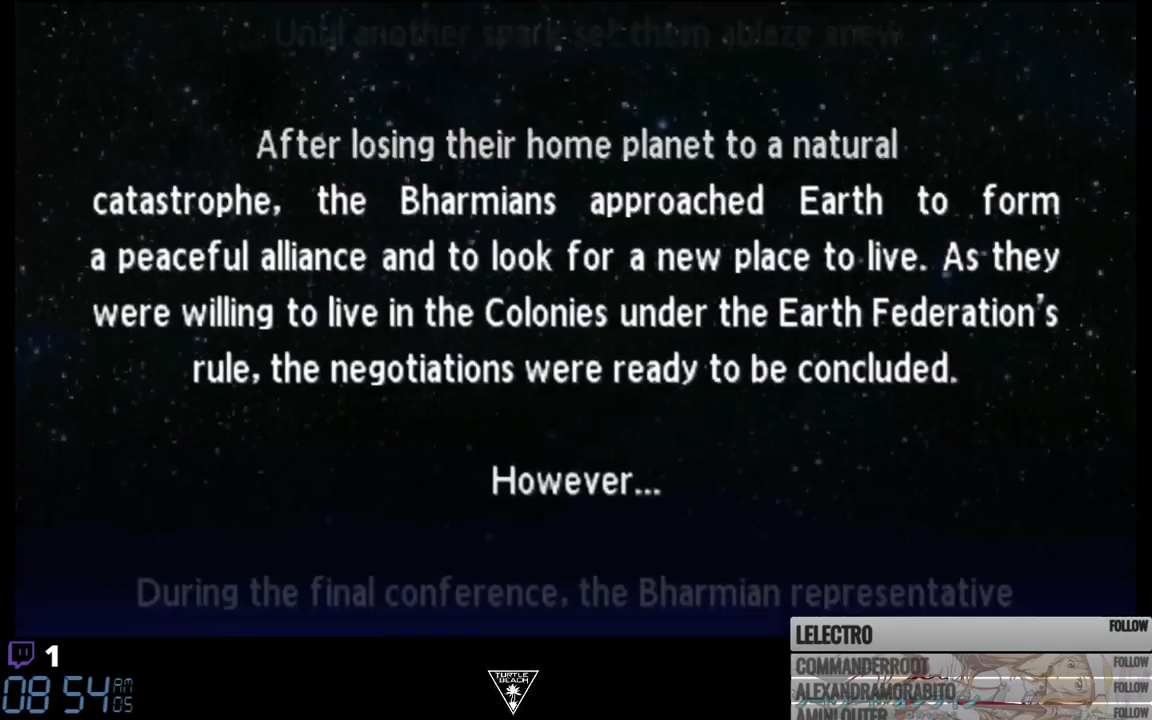 Until another spark set them ablaze anew
After losing their home planet to a natural
catastrophe, the Bharmians approached Earth to form
a peaceful alliance and to look for a new place to live. As they
were willing to live in the Colonies under the Earth Federation's
rule, the negotiations were ready to be concluded.
However...
During the final conference, the Bharmian representative
LELECTRO FOLLOW
COMMANDERROOT FOLLOW
ALEXANDRAMORABITO FOLLOW
AMINLOUTER FOLLOW
1
08 54 AM 05
TURTLE
BEACH